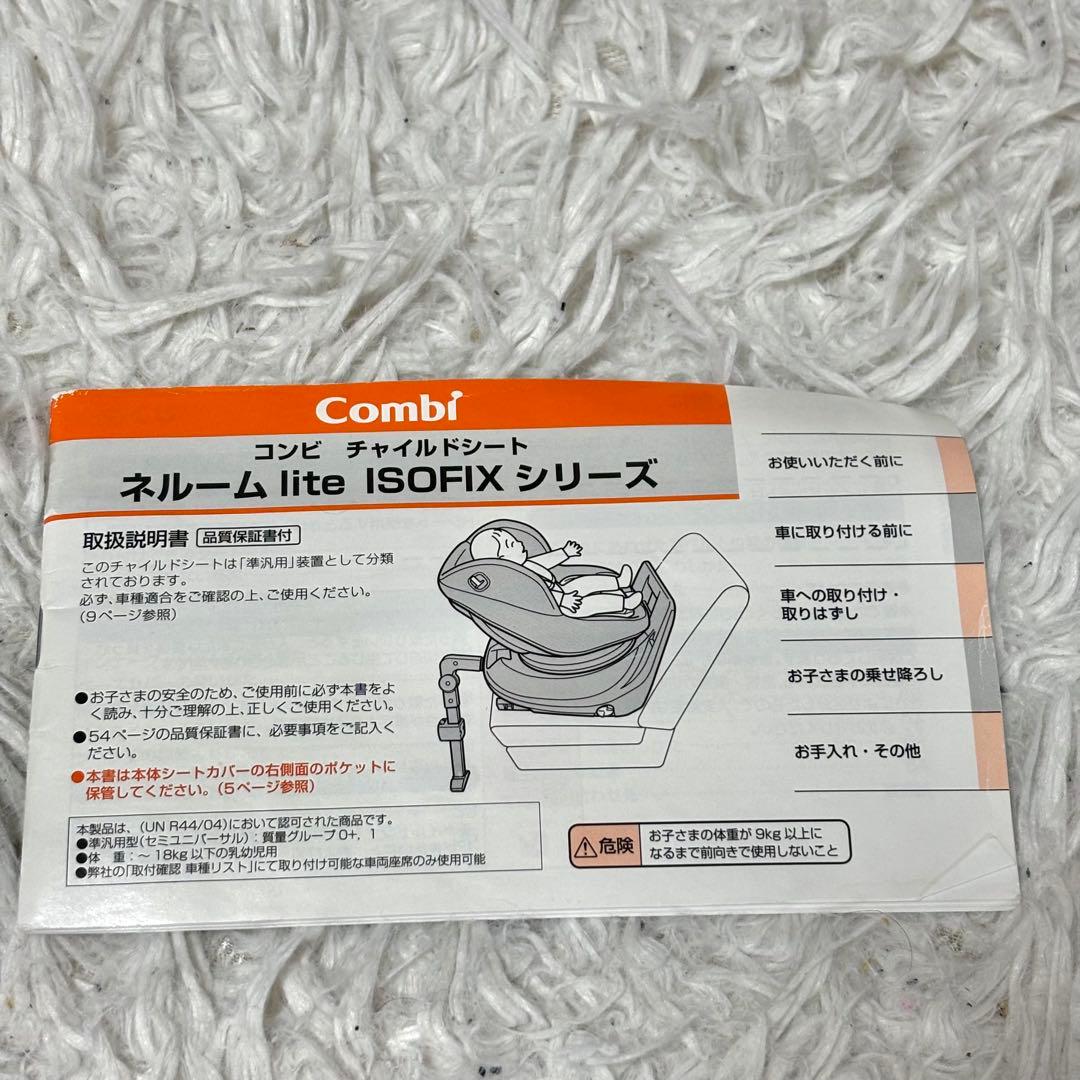 Combi
コンビ チャイルドシート
ネルーム lite ISOFIX シリーズ
取扱説明書 品質保証書付
このチャイルドシートは「準汎用」装置として分類
されております。
必ず、車種適合をご確認の上、ご使用ください。
(9ページ参照)
●お子さまの安全のため、ご使用前に必ず本書をよ
く読み、十分ご理解の上、正しくご使用ください。
●54ページの品質保証書に、必要事項をご記入く
ださい。
●本書は本体シートカバーの右側面のポケットに
保管してください。(5ページ参照)
本製品は、(UN R44/04)において認可された商品です。
●準汎用型(セミユニバーサル):質量グループ0+, 1
●体 重:~ 18kg 以下の乳幼児用
●弊社の「取付確認 車種リスト」にて取り付け可能な車両座席のみ使用可能
危険
お子さまの体重が 9kg 以上に
なるまで前向きで使用しないこと
お使いいただく前に
車に取り付ける前に
車への取り付け・
取りはずし
お子さまの乗せ降ろし
お手入れ・その他